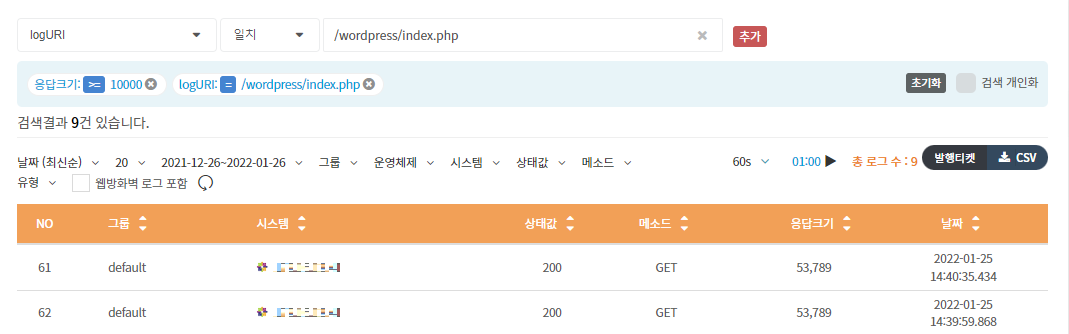 logURI 일치 /wordpress/index.php 추가
응답크기: >= 10000 logURI: = /wordpress/index.php 초기화 검색 개인화
검색결과 9건 있습니다.
날짜 (최신순) 20 2021-12-26~2022-01-26 그룹 운영체제 시스템 상태값 메소드 60s 01:00 총 로그 수 : 9 발행티켓 CSV
유형 웹방화벽 로그 포함
NO 그룹 시스템 상태값 메소드 응답크기 날짜
61 default 200 GET 53,789 2022-01-25 14:40:35.434
62 default 200 GET 53,789 2022-01-25 14:39:59.868